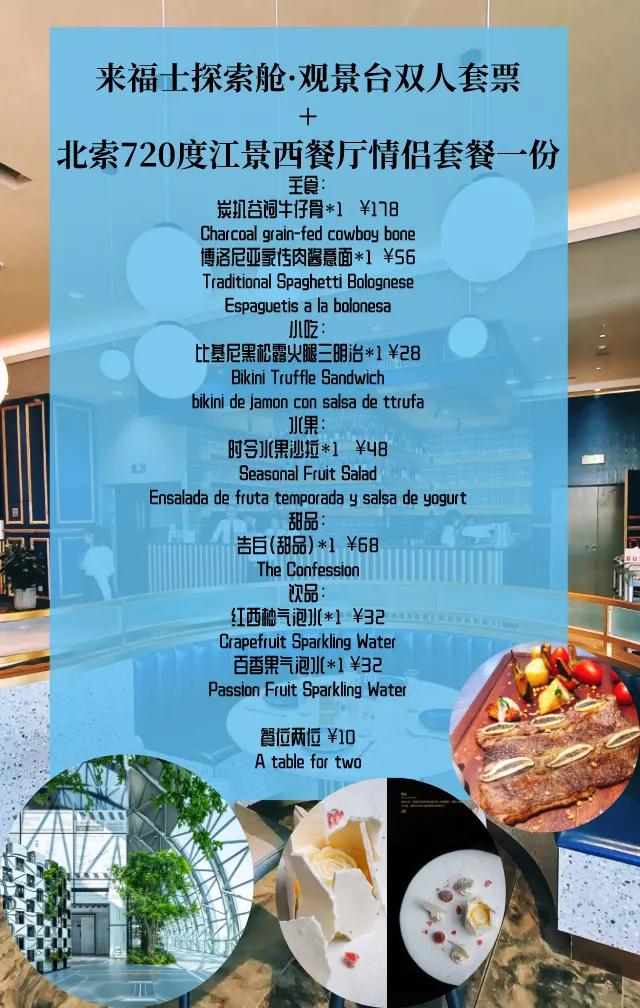 来福士探索舱·观景台双人套票
+
北索720度江景西餐厅情侣套餐一份
主食:
炭扒谷饲牛仔骨*1 ¥178
Charcoal grain-fed cowboy bone
博洛尼亚家传肉酱意面*1 ¥56
Traditional Spaghetti Bolognese
Espaguetis a la bolonesa
小吃:
比基尼黑松露火腿三明治*1 ¥28
Bikini Truffle Sandwich
bikini de jamon con salsa de ttrufa
水果:
时令水果沙拉*1 ¥48
Seasonal Fruit Salad
Ensalada de fruta temporada y salsa de yogurt
甜品:
告白(甜品)*1 ¥68
The Confession
饮品:
红西柚气泡水*1 ¥32
Grapefruit Sparkling Water
百香果气泡水*1 ¥32
Passion Fruit Sparkling Water
餐位两位 ¥10
A table for two